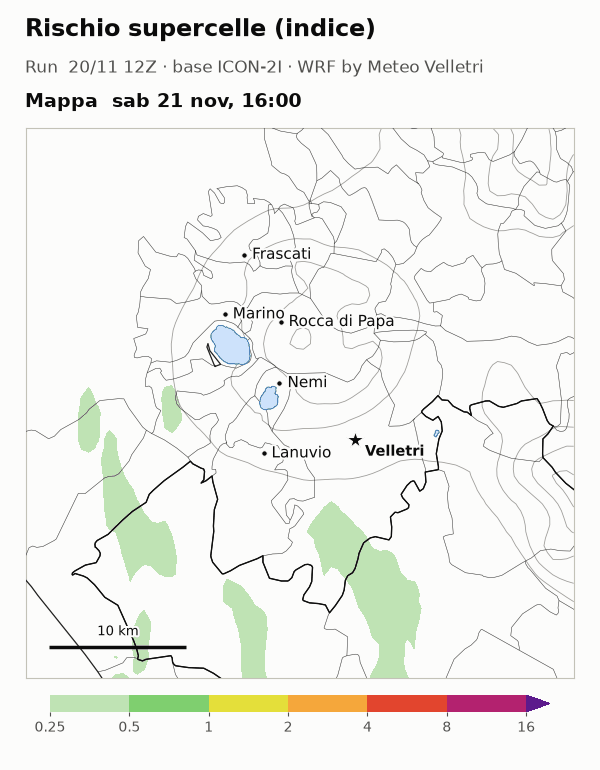 Rischio supercelle (indice)
Run  20/11 12Z · base ICON-2I · WRF by Meteo Velletri
Mappa  sab 21 nov, 16:00
Frascati
Marino
Rocca di Papa
Nemi
Velletri
Lanuvio
10 km
0.25 0.5 1 2 4 8 16